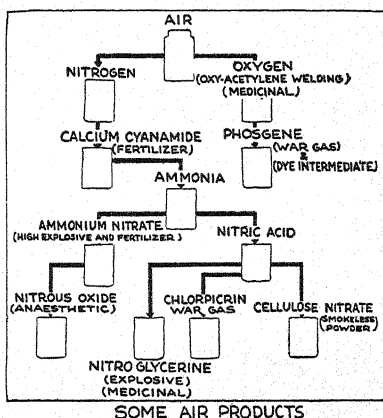 AIR
NITROGEN
OXYGEN
(OXY-ACETYLENE WELDING)
(MEDICINAL)
CALCIUM CYANAMIDE
(FERTILIZER)
PHOSGENE
(WAR GAS)
&
(DYE INTERMEDIATE)
AMMONIA
AMMONIUM NITRATE
(HIGH EXPLOSIVE AND FERTILIZER)
NITRIC ACID
NITROUS OXIDE
(ANAESTHETIC)
CHLORPICRIN
WAR GAS
CELLULOSE NITRATE
(SMOKELESS
POWDER)
NITRO GLYCERINE
(EXPLOSIVE)
(MEDICINAL)
SOME AIR PRODUCTS